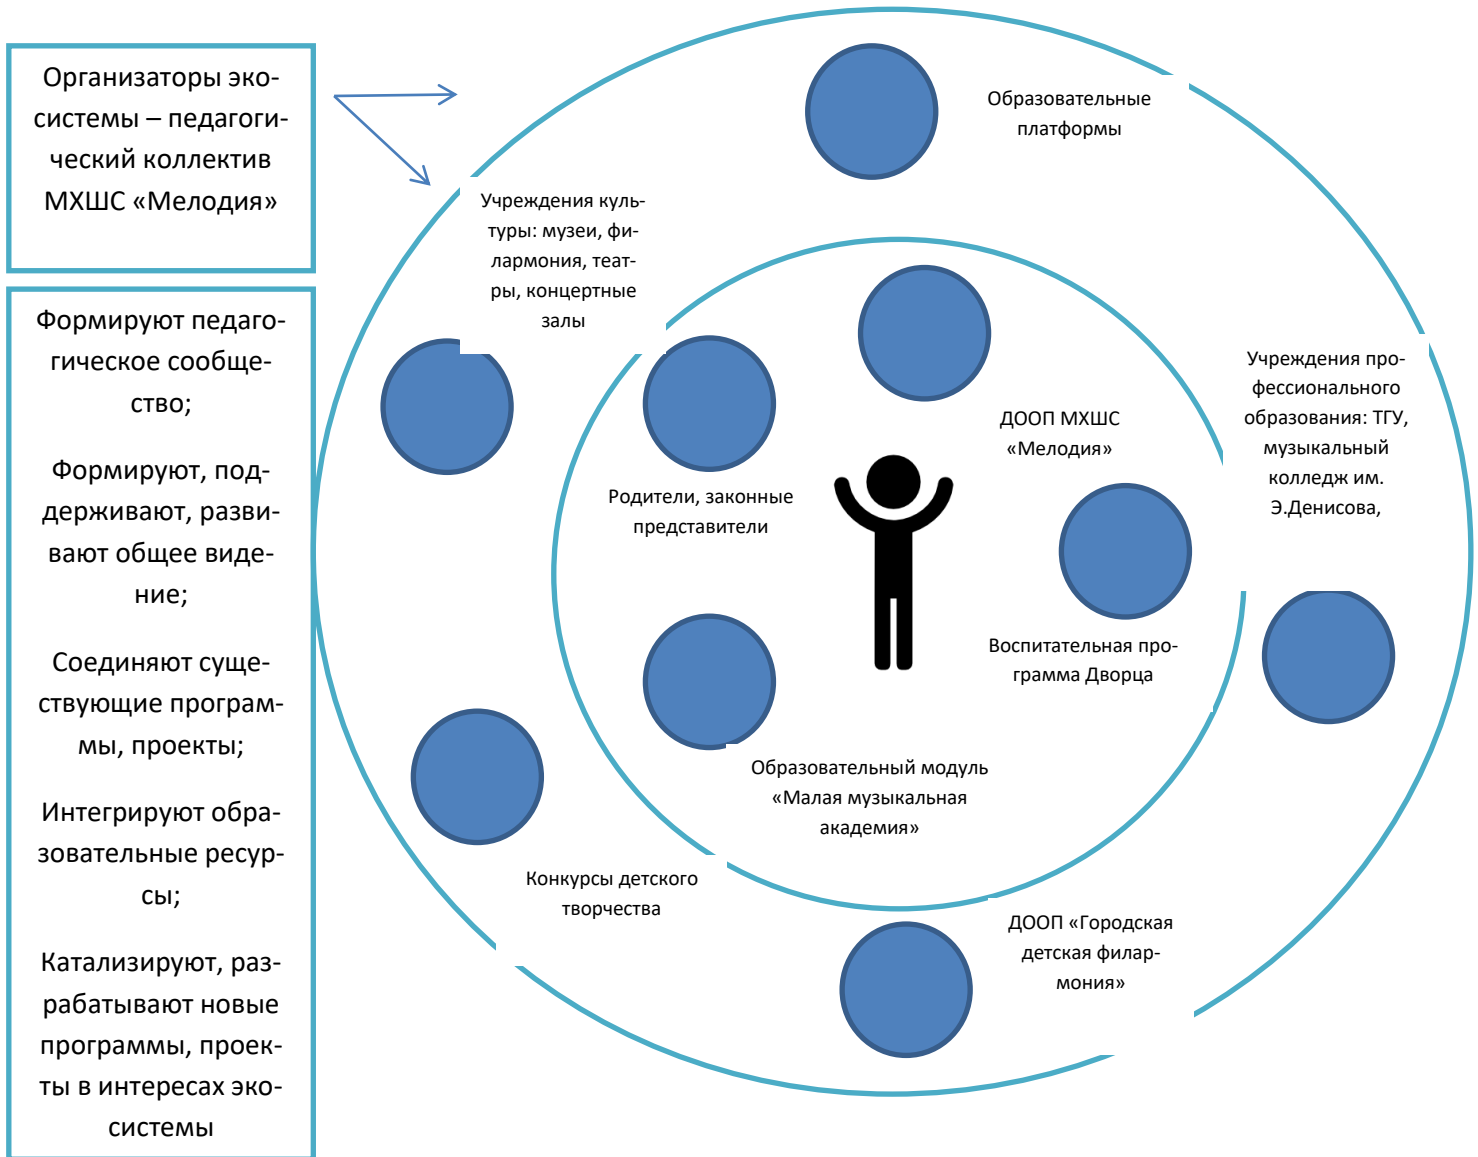 Организаторы эко-
системы – педагоги-
ческий коллектив
МХШС «Мелодия»
Формируют педаго-
гическое сообще-
ство;
Формируют, под-
держивают, разви-
вают общее виде-
ние;
Соединяют суще-
ствующие програм-
мы, проекты;
Интегрируют обра-
зовательные ресур-
сы;
Катализируют, раз-
рабатывают новые
программы, проек-
ты в интересах эко-
системы
Образовательные
платформы
Учреждения куль-
туры: музеи, фи-
лармония, теат-
ры, концертные
залы
Учреждения про-
фессионального
образования: ТГУ,
музыкальный
колледж им.
Э.Денисова,
ДООП МХШС
«Мелодия»
Родители, законные
представители
Воспитательная про-
грамма Дворца
Образовательный модуль
«Малая музыкальная
академия»
Конкурсы детского
творчества
ДООП «Городская
детская филар-
мония»